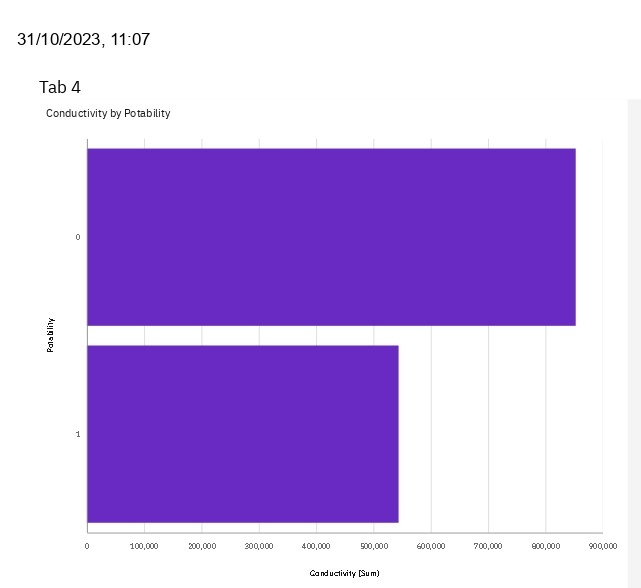 31/10/2023, 11:07
Tab 4
Conductivity by Potability
0
Potability
1
0 100,000 200,000 300,000 400,000 500,000 600,000 700,000 800,000 900,000
Conductivity (Sum)